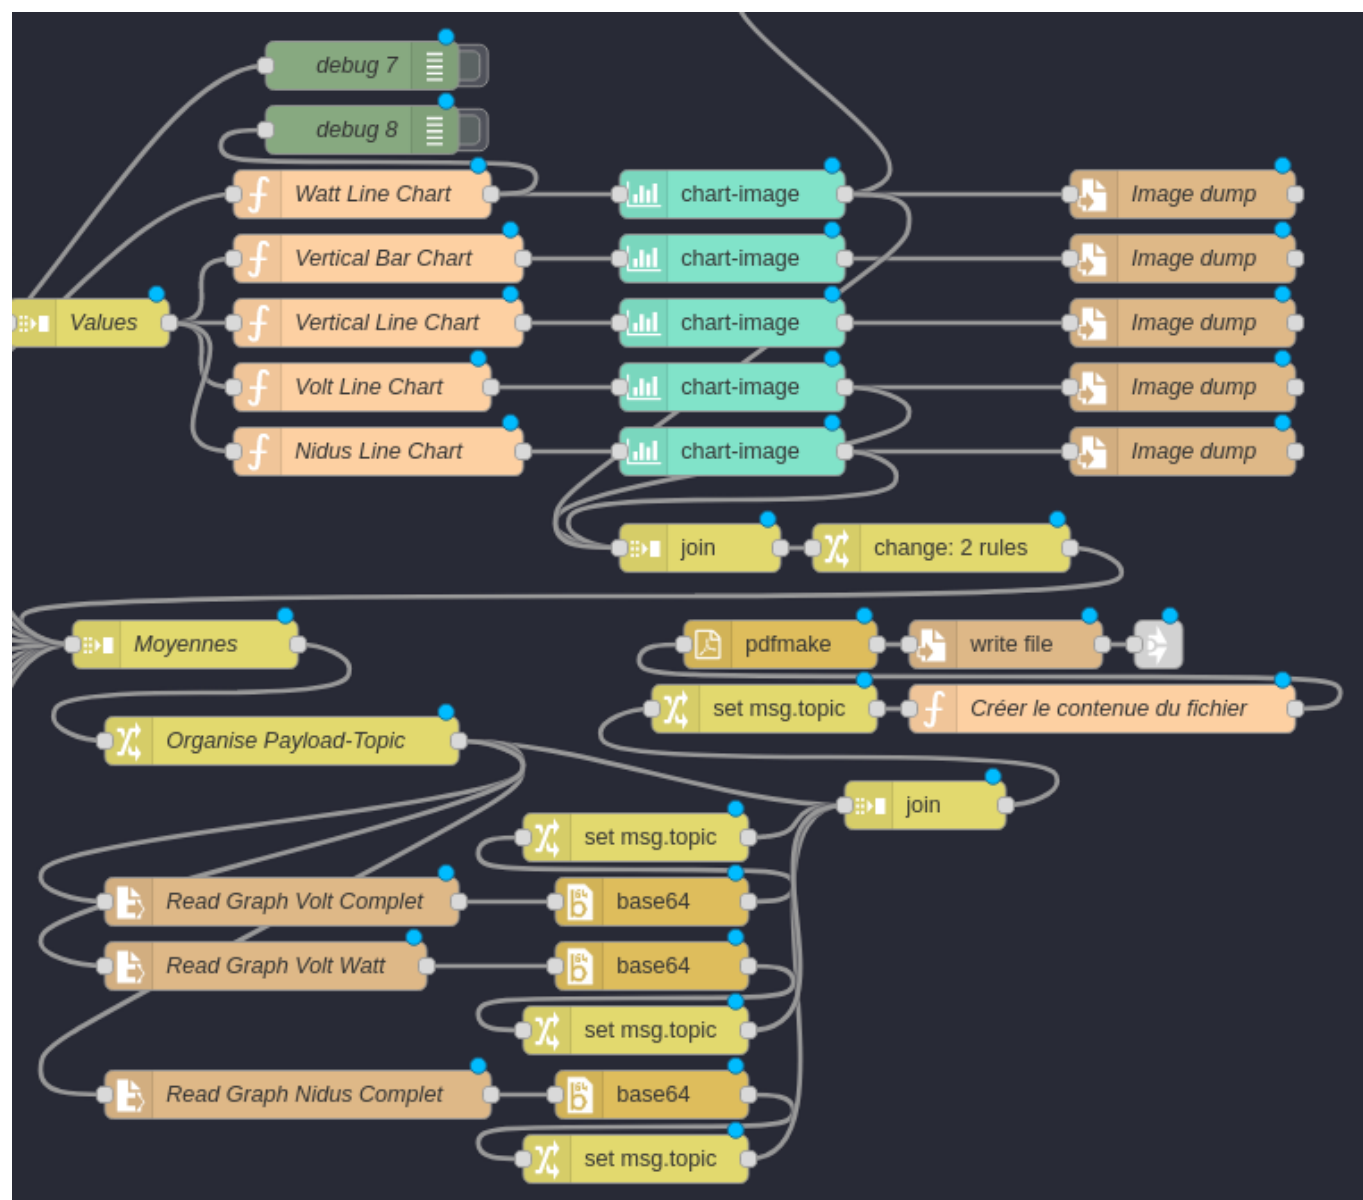 debug 7
debug 8
Watt Line Chart chart-image Image dump
Vertical Bar Chart chart-image Image dump
Values Vertical Line Chart chart-image Image dump
Volt Line Chart chart-image Image dump
Nidus Line Chart chart-image Image dump
join change: 2 rules
Moyennes pdfmake write file
set msg.topic Créer le contenue du fichier
Organise Payload-Topic
join
set msg.topic
Read Graph Volt Complet base64
Read Graph Volt Watt base64
set msg.topic
Read Graph Nidus Complet base64
set msg.topic